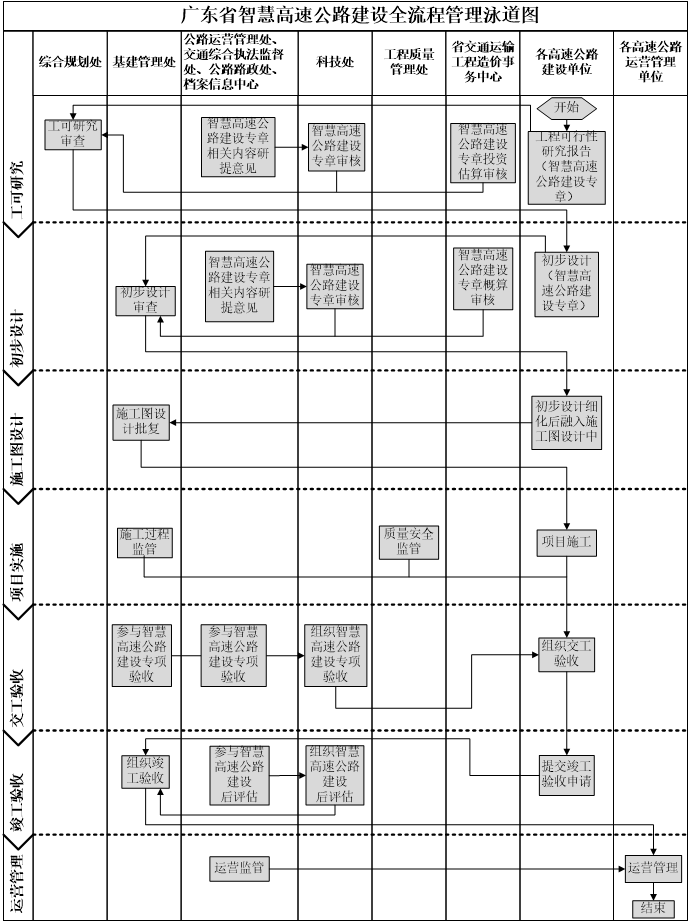 广东省智慧高速公路建设全流程管理泳道图
综合规划处
基建管理处
公路运营管理处、
交通综合执法监督
处、公路路政处、
档案信息中心
科技处
工程质量
管理处
省交通运输
工程造价事
务中心
各高速公路
建设单位
各高速公路
运营管理
单位
工可研究
开始
工可研究
审查
智慧高速公
路建设专章
相关内容研
提意见
智慧高速公
路建设
专章审核
智慧高速公
路建设专
章投资
估算审核
工程可行性
研究报告
（智慧高速
公路建设专
章）
初步设计
初步设计
审查
智慧高速公
路建设专章
相关内容研
提意见
智慧高速公
路建设
专章审核
智慧高速公
路建设专
章概算
审核
初步设计
（智慧高
速公路建
设专章）
施工图设计
施工图设
计批复
初步设计细
化后融入施
工图设计中
项目实施
施工过程
监管
质量安全
监管
项目施工
交工验收
参与智慧
高速公路
建设专项
验收
参与智慧
高速公路
建设专项
验收
组织智慧
高速公路
建设专项
验收
组织交工
验收
竣工验收
组织竣
工验收
参与智慧
高速公路
建设
后评估
组织智慧
高速公路
建设
后评估
提交竣工
验收申请
运营管理
运营监管
运营管理
结束